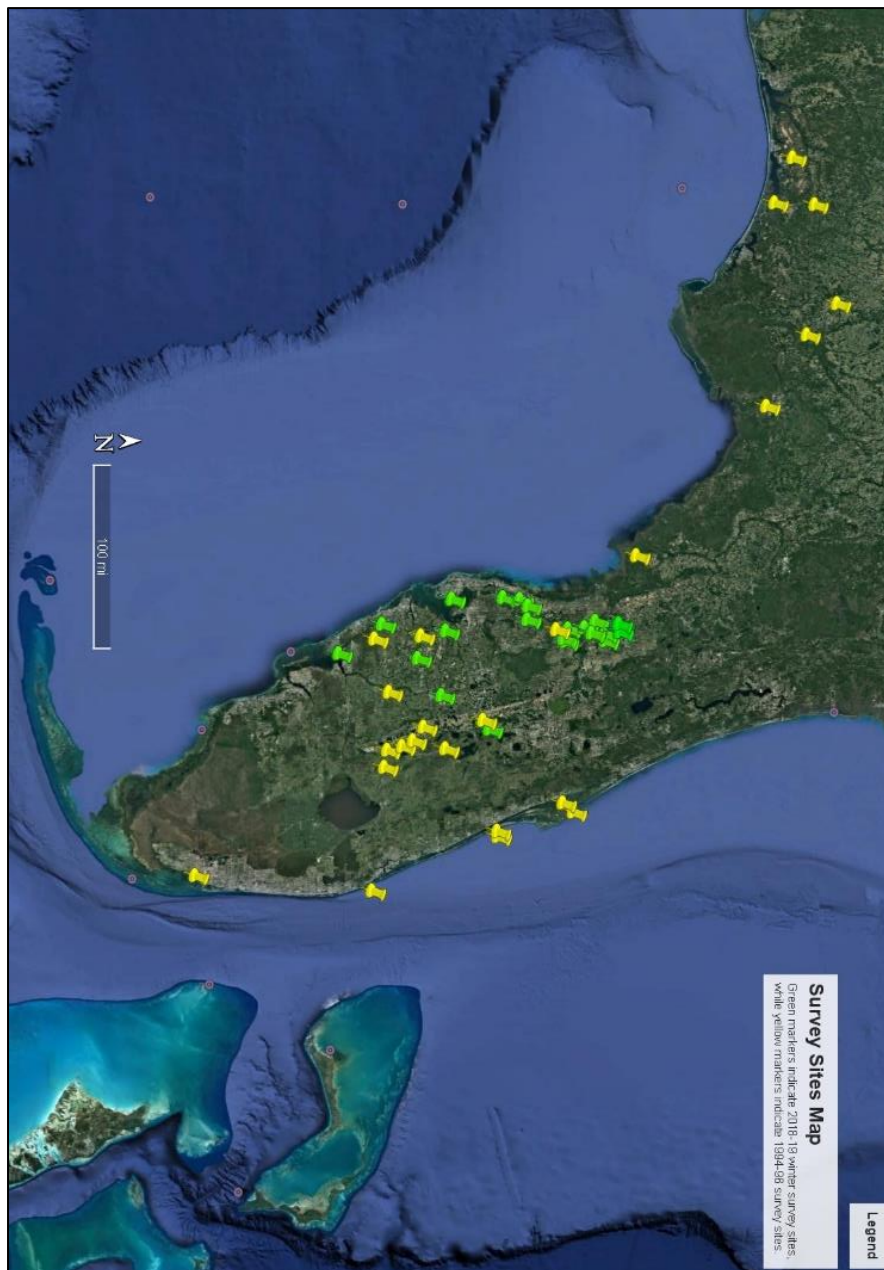 Legend
Survey Sites Map
Green markers indicate 2018-19 winter survey sites,
while yellow markers indicate 1994-96 survey sites.
N
100 mi